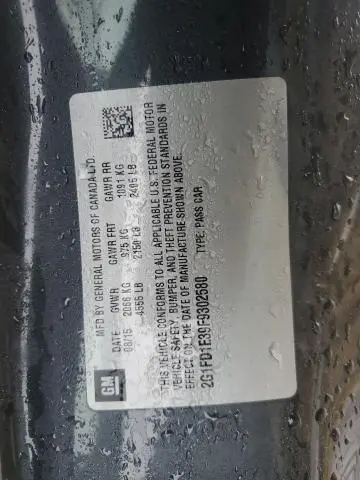 GM
MFD BY GENERAL MOTORS OF CANADA LTD.
DATE GVWR GAWR FRT GAWR RR
08/15 2066 KG 975 KG 1091 KG
4555 LB 2150 LB 2405 LB
THIS VEHICLE CONFORMS TO ALL APPLICABLE U.S. FEDERAL MOTOR
VEHICLE SAFETY, BUMPER, AND THEFT PREVENTION STANDARDS IN
EFFECT ON THE DATE OF MANUFACTURE SHOWN ABOVE.
2G1FD1E39F9302580 TYPE: PASS CAR